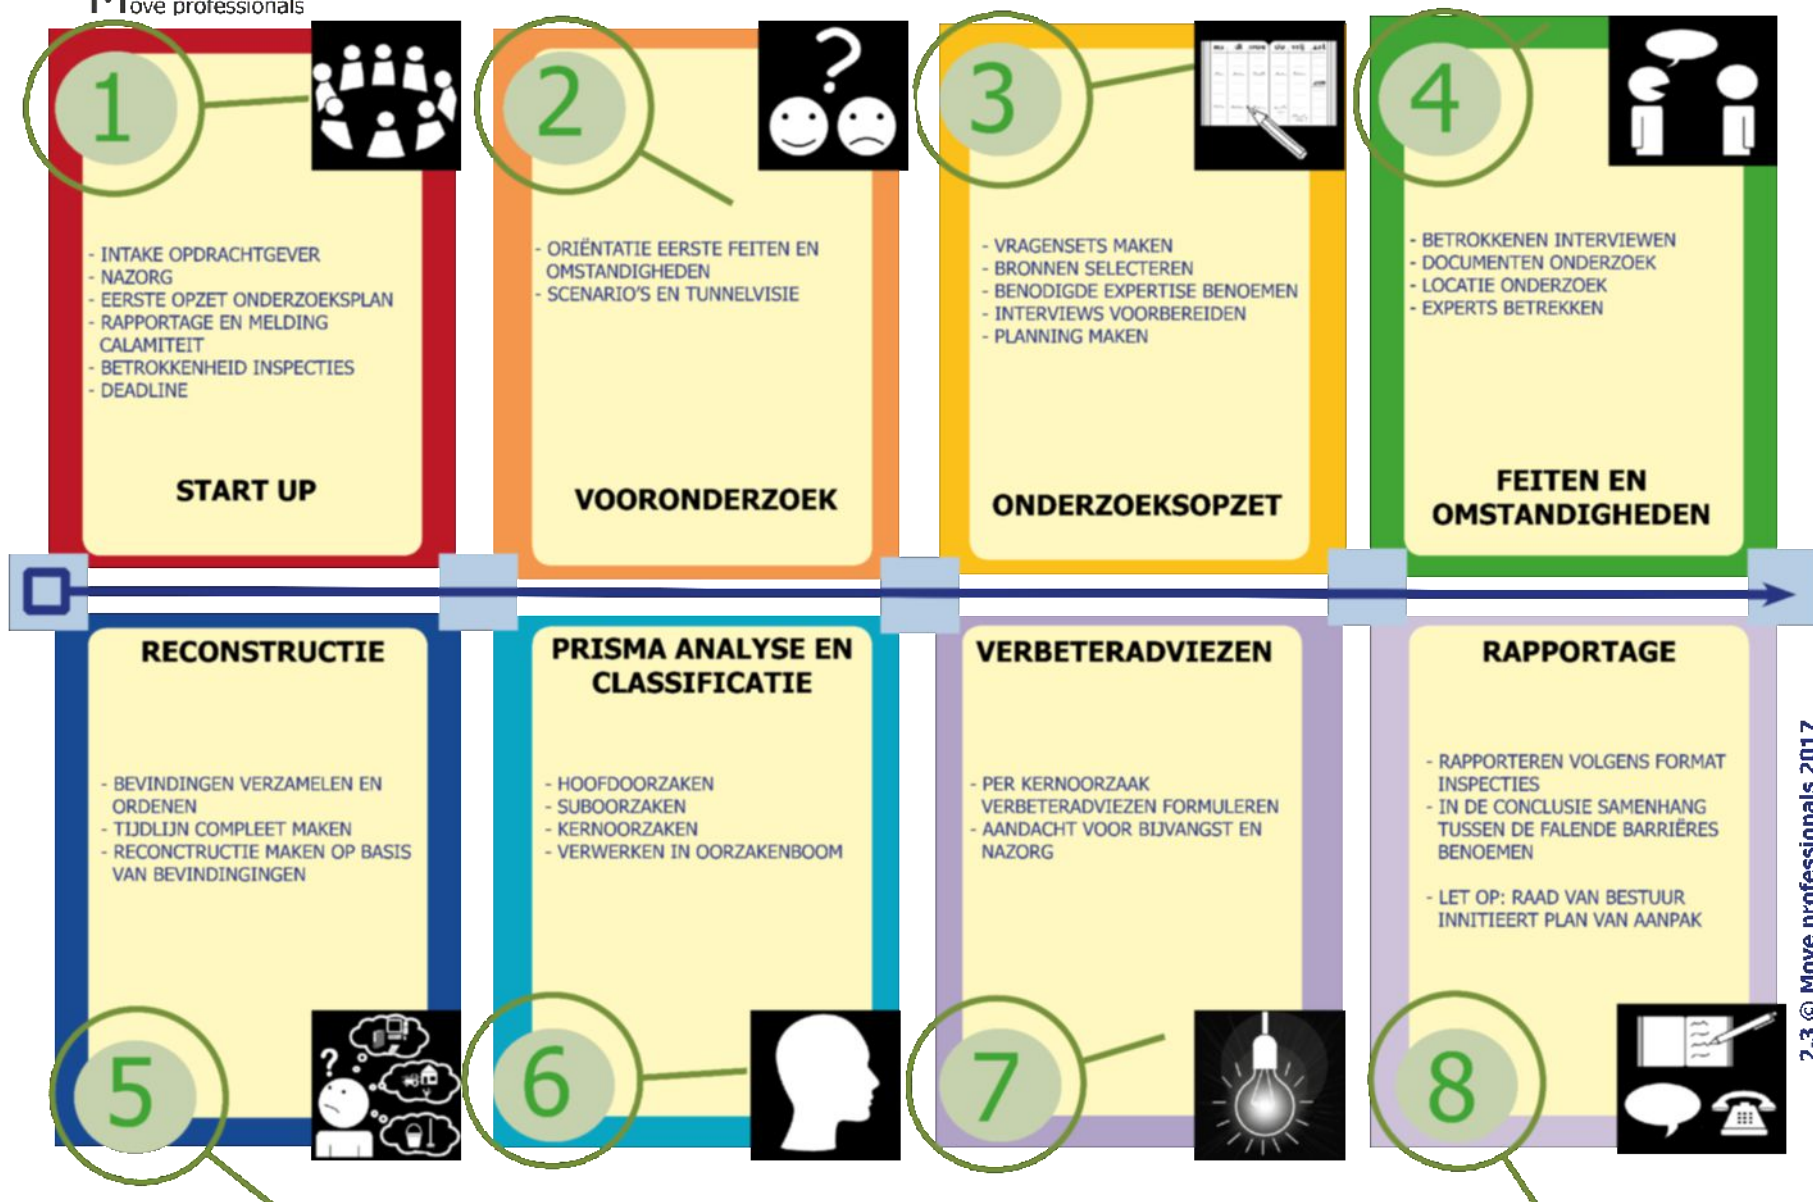 Move professionals
1
- INTAKE OPDRACHTGEVER
- NAZORG
- EERSTE OPZET ONDERZOEKSPLAN
- RAPPORTAGE EN MELDING
CALAMITEIT
- BETROKKENHEID INSPECTIES
- DEADLINE
START UP
2
- ORIËNTATIE EERSTE FEITEN EN
OMSTANDIGHEDEN
- SCENARIO'S EN TUNNELVISIE
VOORONDERZOEK
3
- VRAGENSETS MAKEN
- BRONNEN SELECTEREN
- BENODIGDE EXPERTISE BENOEMEN
- INTERVIEWS VOORBEREIDEN
- PLANNING MAKEN
ONDERZOEKSOPZET
4
- BETROKKENEN INTERVIEWEN
- DOCUMENTEN ONDERZOEK
- LOCATIE ONDERZOEK
- EXPERTS BETREKKEN
FEITEN EN
OMSTANDIGHEDEN
RECONSTRUCTIE
- BEVINDINGEN VERZAMELEN EN
ORDENEN
- TIJDLIJN COMPLEET MAKEN
- RECONCTRUCTIE MAKEN OP BASIS
VAN BEVINDINGINGEN
5
PRISMA ANALYSE EN
CLASSIFICATIE
- HOOFDOORZAKEN
- SUBOORZAKEN
- KERNOORZAKEN
- VERWERKEN IN OORZAKENBOOM
6
VERBETERADVIEZEN
- PER KERNOORZAAK
VERBETERADVIEZEN FORMULEREN
- AANDACHT VOOR BIJVANGST EN
NAZORG
7
RAPPORTAGE
- RAPPORTEREN VOLGENS FORMAT
INSPECTIES
- IN DE CONCLUSIE SAMENHANG
TUSSEN DE FALENDE BARRIÈRES
BENOEMEN
- LET OP: RAAD VAN BESTUUR
INNITIEERT PLAN VAN AANPAK
8
2-3 © Move professionals 2017